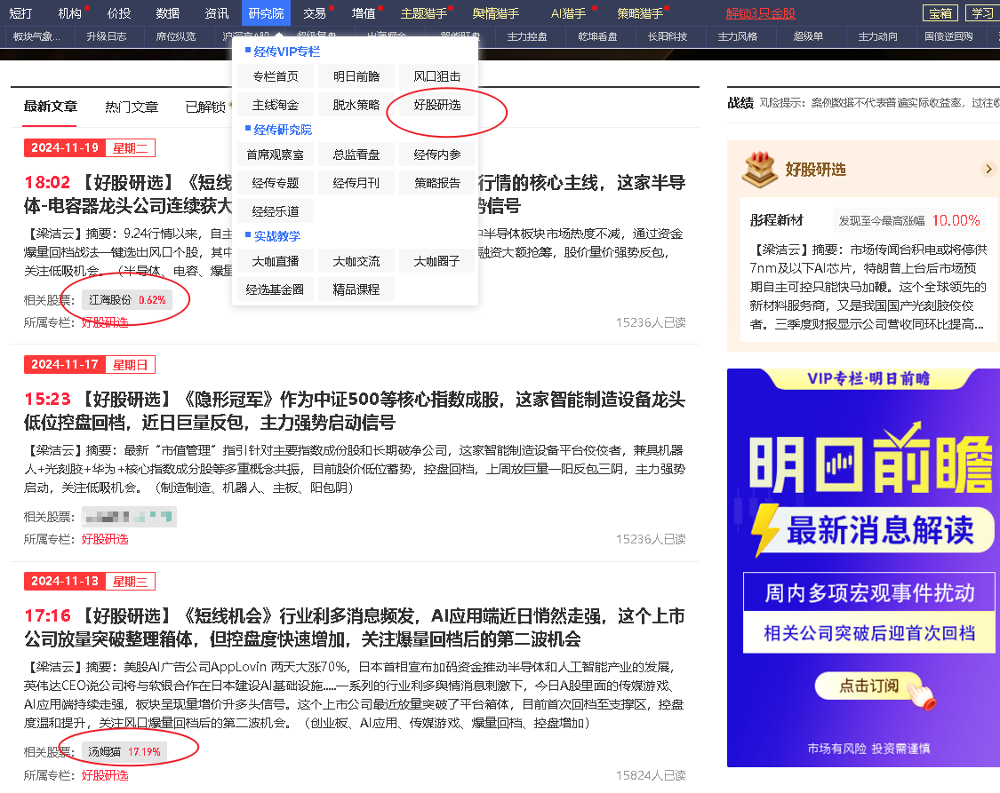 短打 机构 价投 数据 资讯 研究院 交易 增值 主题猎手 舆情猎手 AI猎手 策略猎手 解锁3只金股 宝箱 学习
板块气象... 升级日志 席位纵览 主力控盘 乾坤看盘 长阳科技 主力风格 超级单 主力动向 国债逆回购
经传VIP专栏
专栏首页 明日前瞻 风口狙击
主线淘金 脱水策略 好股研选
经传研究院
首席观察室 总监看盘 经传内参
经传专题 经传月刊 策略报告
经经乐道
实战教学
大咖直播 大咖交流 大咖圈子
经选基金圈 精品课程
最新文章 热门文章 已解锁
2024-11-19 星期二
18:02 【好股研选】《短线 行情的核心主线，这家半导
体-电容器龙头公司连续获大 势信号
【梁洁云】摘要：9.24行情以来，自主 中半导体板块市场热度不减，通过资金
爆量回档战法一键选出风口个股，其中 融资大额抢筹，股价量价强势反包，
关注低吸机会。（半导体、电容、爆量
相关股票： 江海股份 0.62%
所属专栏： 好股研选 15236人已读
2024-11-17 星期日
15:23 【好股研选】《隐形冠军》作为中证500等核心指数成股，这家智能制造设备龙头
低位控盘回档，近日巨量反包，主力强势启动信号
【梁洁云】摘要：最新“市值管理”指引针对主要指数成份股和长期破净公司，这家智能制造设备平台佼佼者，兼具机器
人+光刻胶+华为+核心指数成分股等多重概念共振，目前股价低位蓄势，控盘回档，上周放巨量一阳反包三阴，主力强势
启动，关注低吸机会。（制造制造、机器人、主板、阳包阴）
相关股票：
所属专栏： 好股研选 15236人已读
2024-11-13 星期三
17:16 【好股研选】《短线机会》行业利多消息频发，AI应用端近日悄然走强，这个上市
公司放量突破整理箱体，但控盘度快速增加，关注爆量回档后的第二波机会
【梁洁云】摘要：美股AI广告公司AppLovin 两天大涨70%，日本首相宣布加码资金推动半导体和人工智能产业的发展，
英伟达CEO说公司将与软银合作在日本建设AI基础设施.....一系列的行业利多舆情消息刺激下，今日A股里面的传媒游戏、
AI应用端持续走强，板块呈现量增价升多头信号。这个上市公司最近放量突破了平台箱体，目前首次回档至支撑区，控盘
度温和提升，关注风口爆量回档后的第二波机会。（创业板、AI应用、传媒游戏、爆量回档、控盘增加）
相关股票： 汤姆猫 17.19%
所属专栏： 好股研选 15824人已读
战绩 风险提示：案例数据不代表普遍实际收益率，过往收
好股研选
彤程新材 发现至今最高涨幅 10.00%
【梁洁云】摘要：市场传闻台积电或将停供
7nm及以下AI芯片，特朗普上台后市场预
期自主可控只能快马加鞭。这个全球领先的
新材料服务商，又是我国国产光刻胶佼佼
者。三季度财报显示公司营收同环比提高...
VIP专栏·明日前瞻
明日前瞻
最新消息解读
周内多项宏观事件扰动
相关公司突破后迎首次回档
点击订阅
市场有风险 投资需谨慎